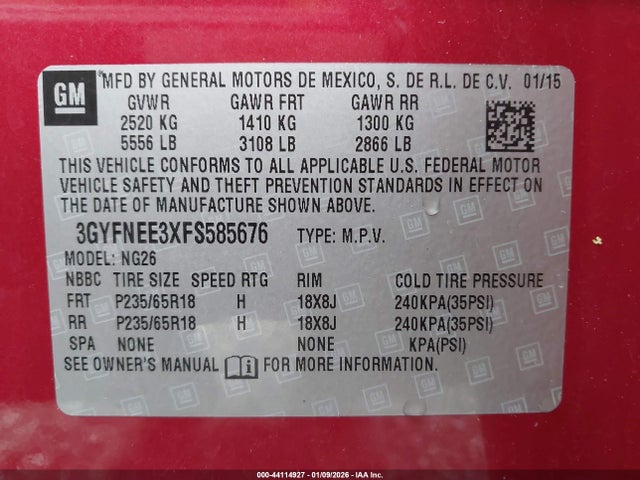 GM MFD BY GENERAL MOTORS DE MEXICO, S. DE R.L. DE C.V. 01/15
GVWR GAWR FRT GAWR RR
2520 KG 1410 KG 1300 KG
5556 LB 3108 LB 2866 LB
THIS VEHICLE CONFORMS TO ALL APPLICABLE U.S. FEDERAL MOTOR
VEHICLE SAFETY AND THEFT PREVENTION STANDARDS IN EFFECT ON
THE DATE OF MANUFACTURE SHOWN ABOVE.
3GYFNEE3XFS585676 TYPE: M.P.V.
MODEL: NG26
NBBC TIRE SIZE SPEED RTG RIM COLD TIRE PRESSURE
FRT P235/65R18 H 18X8J 240KPA(35PSI)
RR P235/65R18 H 18X8J 240KPA(35PSI)
SPA NONE NONE KPA(PSI)
SEE OWNER'S MANUAL FOR MORE INFORMATION.
000-44114927 - 01/09/2026 - IAA Inc.